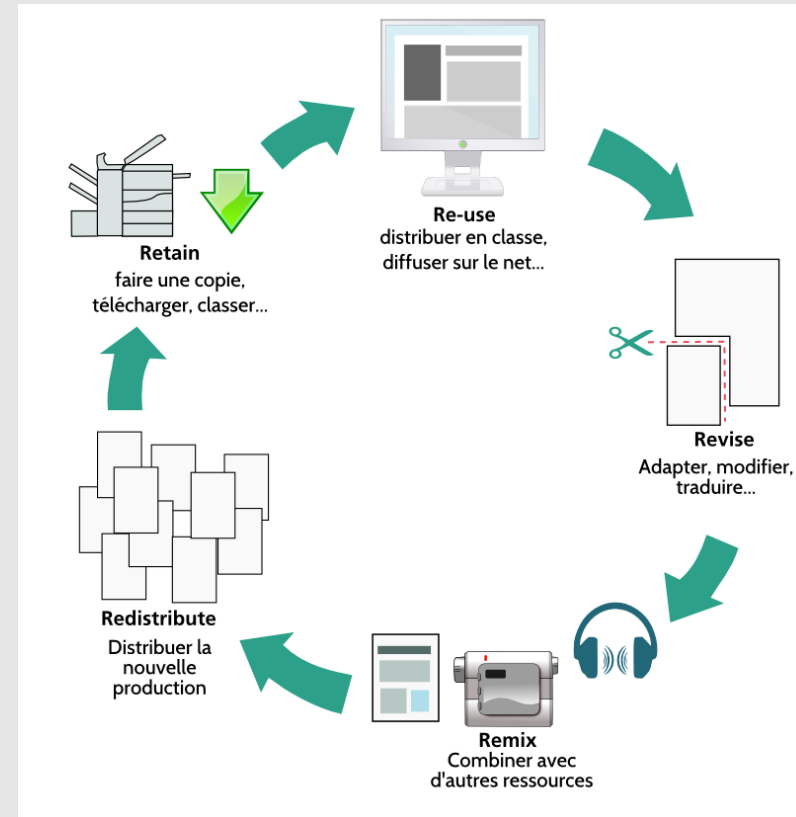 Re-use
distribuer en classe,
diffuser sur le net...
Retain
faire une copie,
télécharger, classer...
Revise
Adapter, modifier,
traduire...
Redistribute
Distribuer la
nouvelle
production
Remix
Combiner avec
d'autres ressources